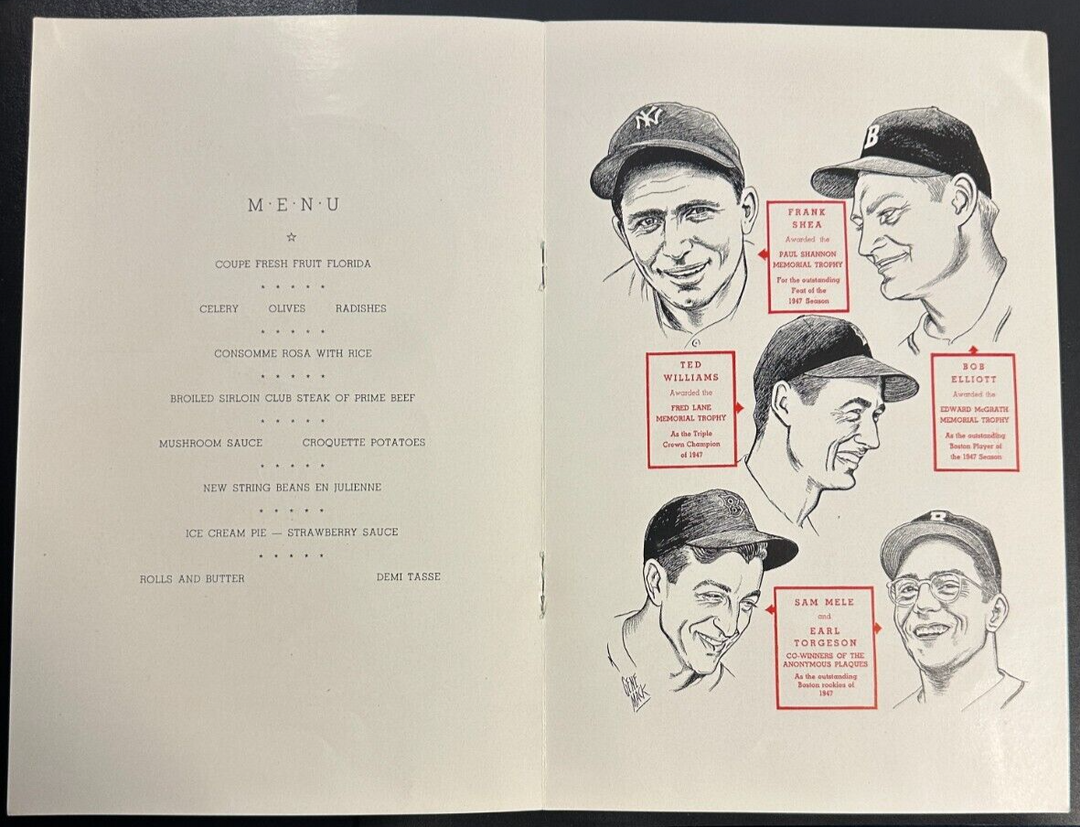 M·E·N·U
COUPE FRESH FRUIT FLORIDA
CELERY OLIVES RADISHES
CONSOMME ROSA WITH RICE
BROILED SIRLOIN CLUB STEAK OF PRIME BEEF
MUSHROOM SAUCE CROQUETTE POTATOES
NEW STRING BEANS EN JULIENNE
ICE CREAM PIE — STRAWBERRY SAUCE
ROLLS AND BUTTER DEMI TASSE
NY
B
FRANK
SHEA
Awarded the
PAUL SHANNON
MEMORIAL TROPHY
For the outstanding
Feat of the
1947 Season
TED
WILLIAMS
Awarded the
FRED LANE
MEMORIAL TROPHY
As the Triple
Crown Champion
of 1947
BOB
ELLIOTT
Awarded the
EDWARD McGRATH
MEMORIAL TROPHY
As the outstanding
Boston Player of
the 1947 Season
B
B
SAM MELE
and
EARL
TORGESON
CO-WINNERS OF THE
ANONYMOUS PLAQUES
As the outstanding
Boston rookies of
1947
GENE
MACK